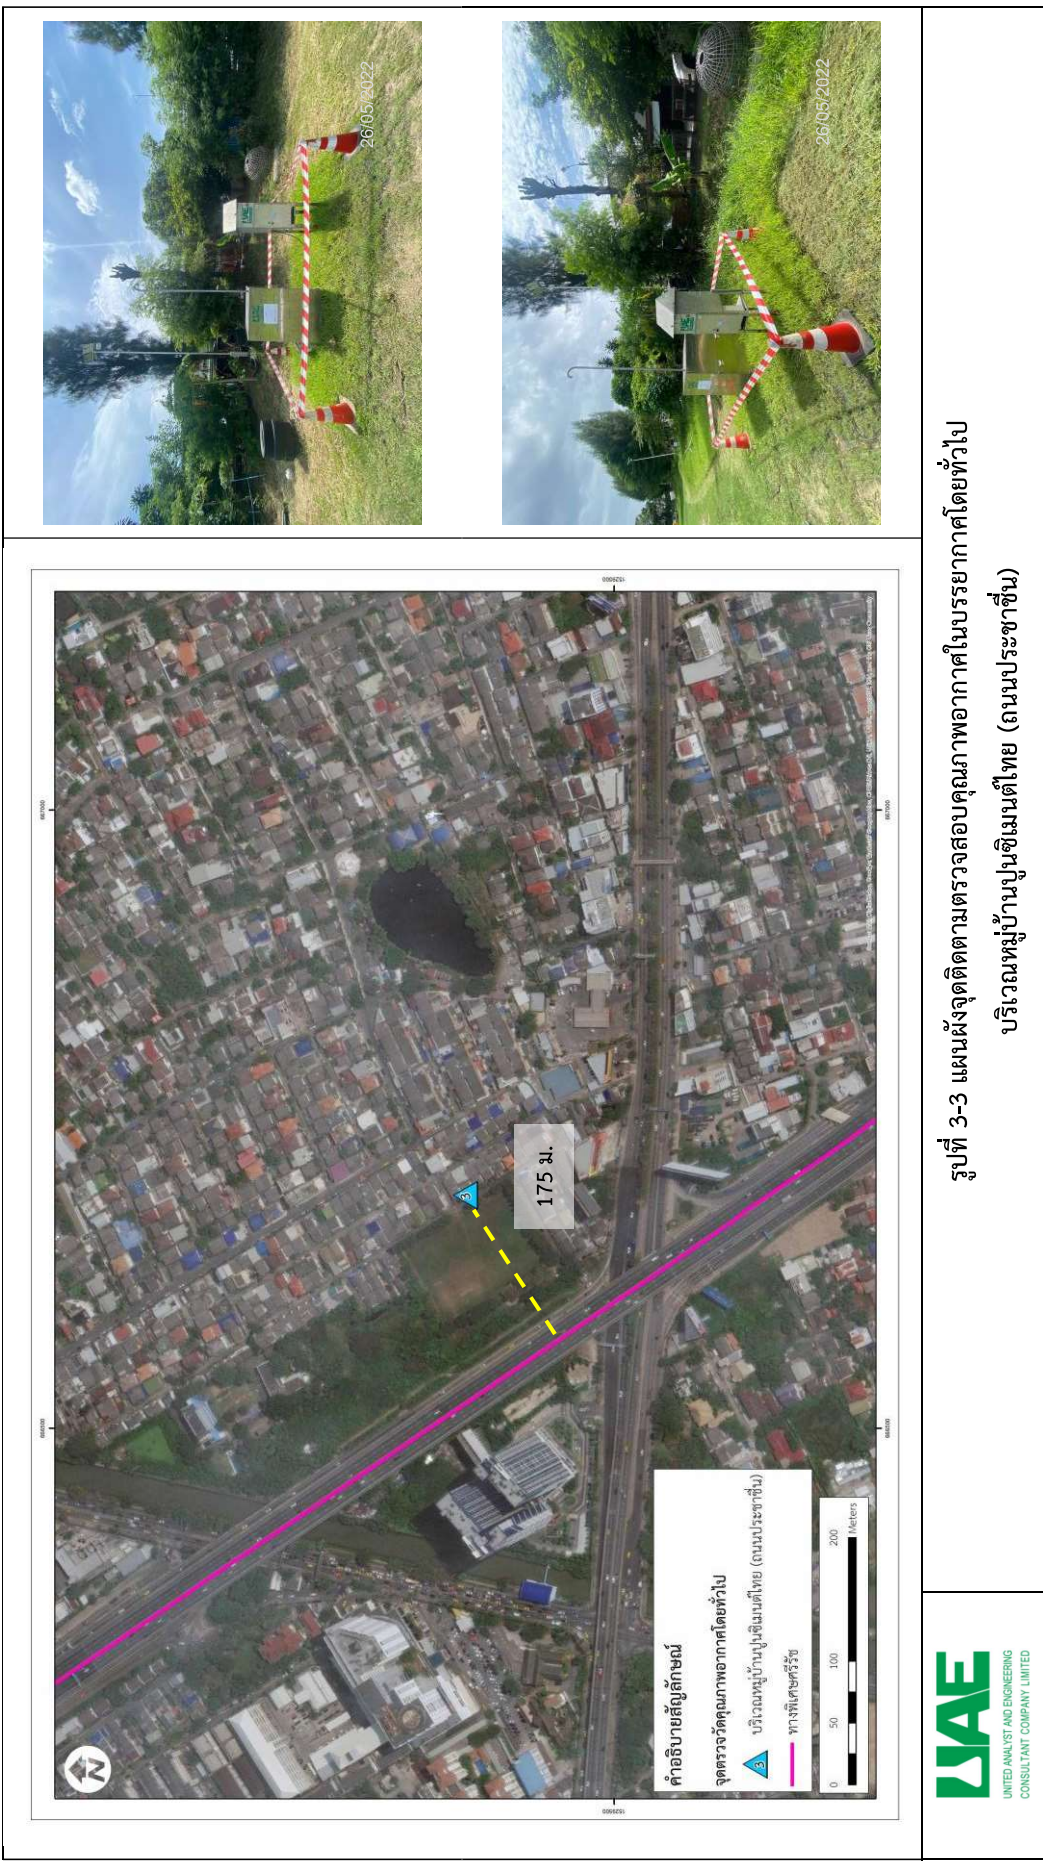 26/05/2022
26/05/2022
175 ม.
3
N
คำอธิบายสัญลักษณ์
จุดตรวจวัดคุณภาพอากาศโดยทั่วไป
3 บริเวณหมู่บ้านปูนซิเมนต์ไทย (ถนนประชาชื่น)
ทางพิเศษศรีรัช
0 50 100 200
Meters
รูปที่ 3-3 แผนผังจุดติดตามตรวจสอบคุณภาพอากาศในบรรยากาศโดยทั่วไป
บริเวณหมู่บ้านปูนซิเมนต์ไทย (ถนนประชาชื่น)
UAE
UNITED ANALYST AND ENGINEERING
CONSULTANT COMPANY LIMITED